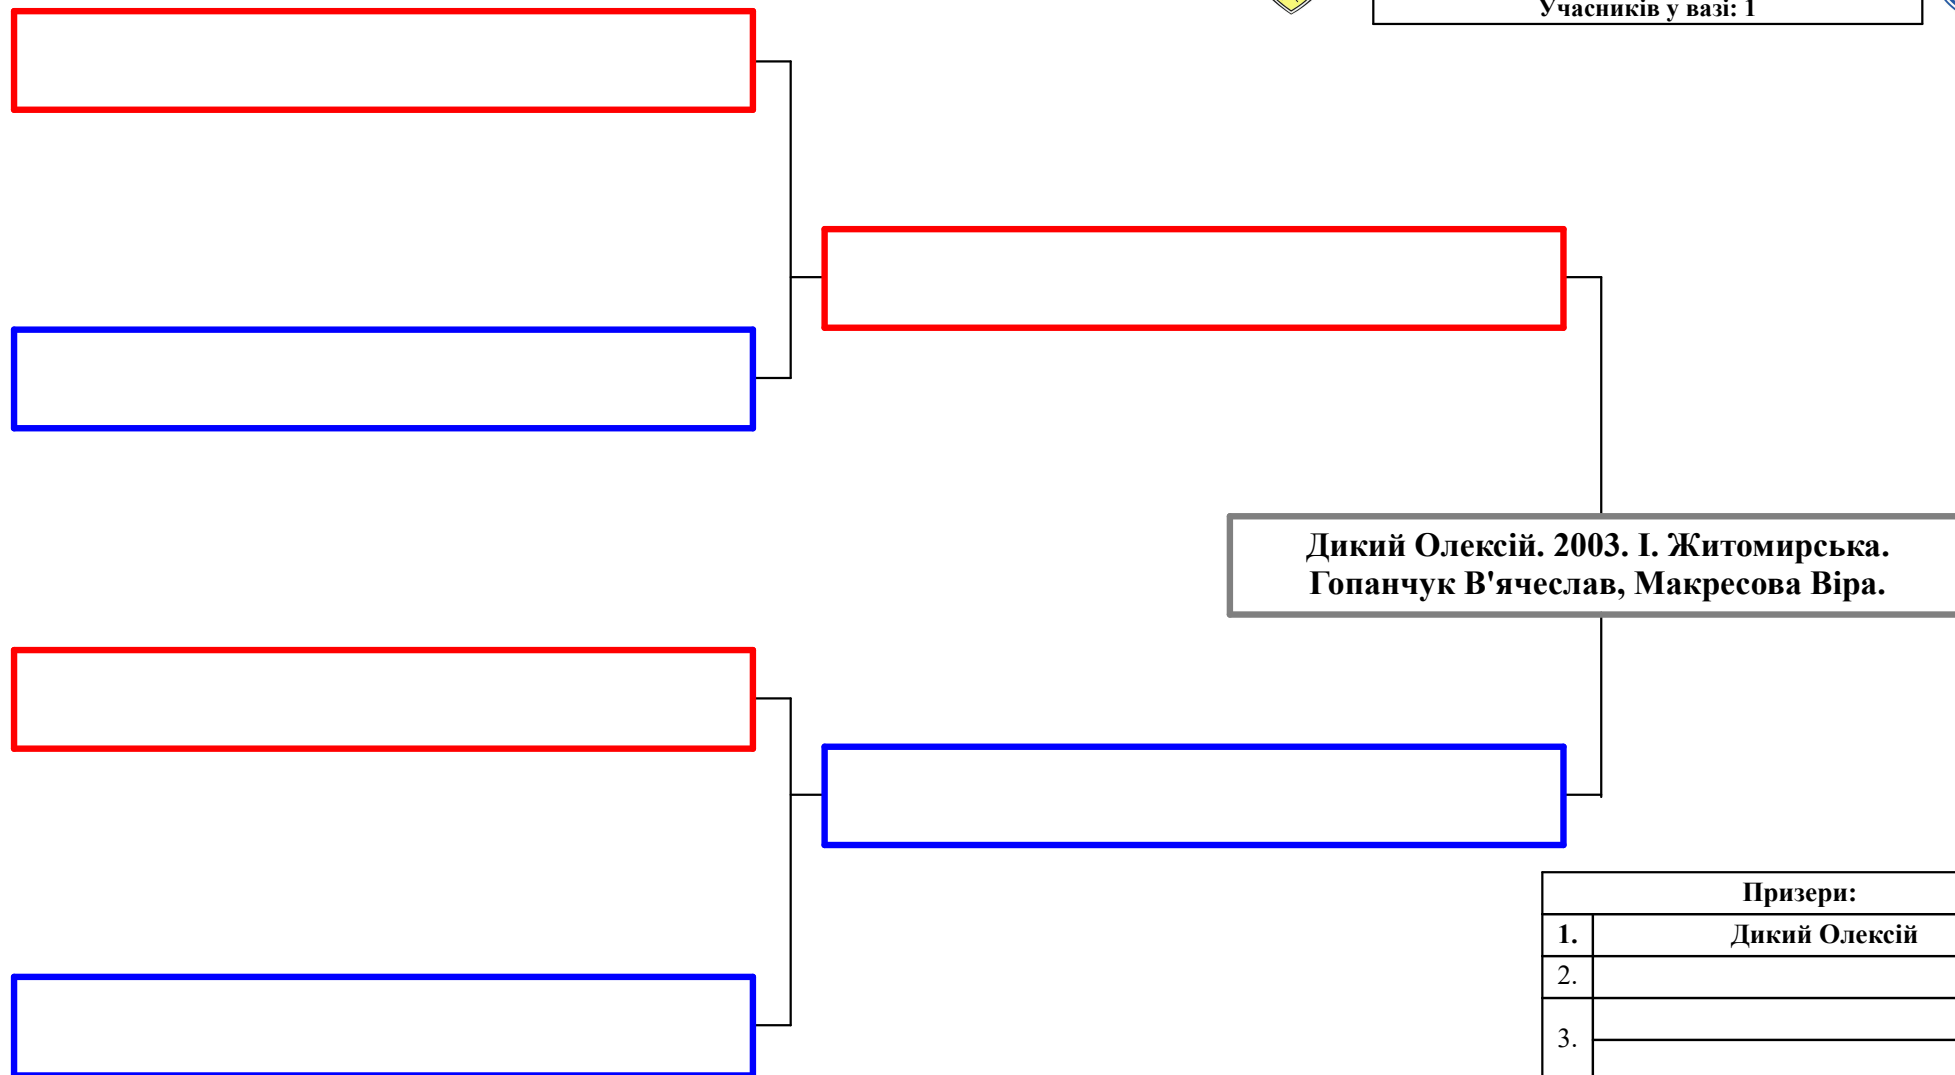 Учасників у вазі: 1
Дикий Олексій. 2003. І. Житомирська.
Гопанчук В'ячеслав, Макресова Віра.
Призери:
1. Дикий Олексій
2.
3.